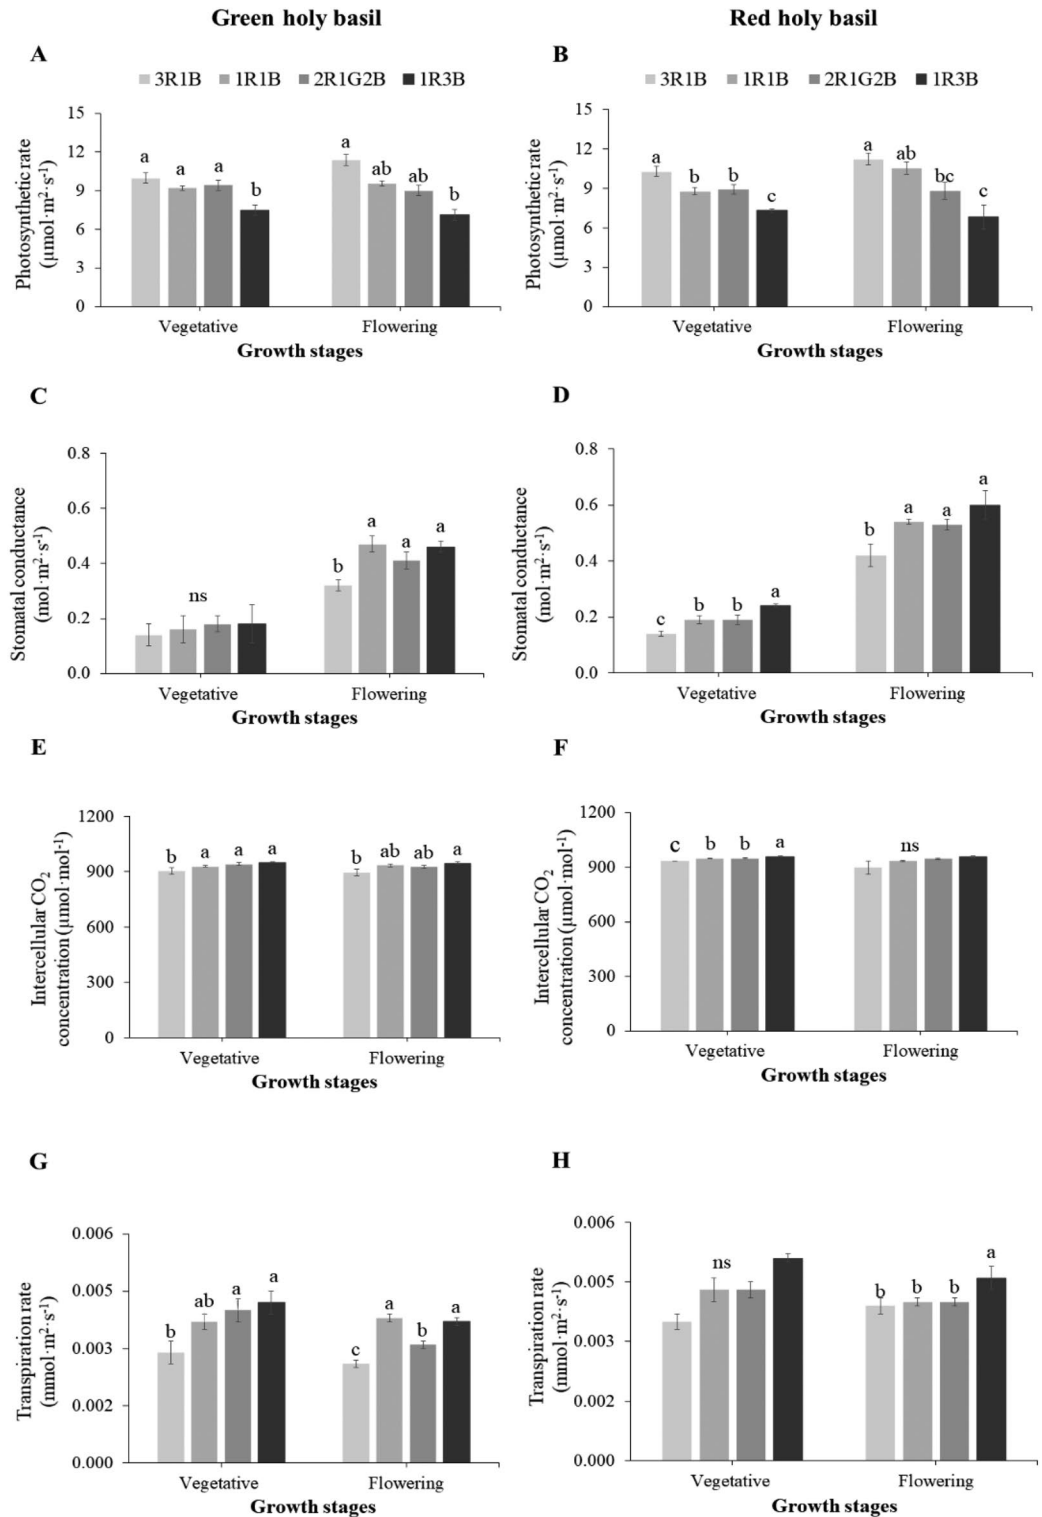 Green holy basil
Red holy basil
A
3R1B 1R1B 2R1G2B 1R3B
Photosynthetic rate
(μmol·m²·s⁻¹)
15
12
9
6
3
0
a a a b
a ab ab b
Vegetative Flowering
Growth stages
B
3R1B 1R1B 2R1G2B 1R3B
Photosynthetic rate
(μmol·m²·s⁻¹)
15
12
9
6
3
0
a b b c
a ab bc c
Vegetative Flowering
Growth stages
C
Stomatal conductance
(mol·m²·s⁻¹)
0.8
0.6
0.4
0.2
0.0
ns
b a a a
Vegetative Flowering
Growth stages
D
Stomatal conductance
(mol·m²·s⁻¹)
0.8
0.6
0.4
0.2
0.0
c b b a
b a a a
Vegetative Flowering
Growth stages
E
Intercellular CO₂
concentration (μmol·mol⁻¹)
1200
900
600
300
0
b a a a
b ab ab a
Vegetative Flowering
Growth stages
F
Intercellular CO₂
concentration (μmol·mol⁻¹)
1200
900
600
300
0
c b b a
ns
Vegetative Flowering
Growth stages
G
Transpiration rate
(mmol·m²·s⁻¹)
0.006
0.005
0.003
0.002
0.000
b ab a a
c a b a
Vegetative Flowering
Growth stages
H
Transpiration rate
(mmol·m²·s⁻¹)
0.006
0.005
0.003
0.002
0.000
ns
b b b a
Vegetative Flowering
Growth stages